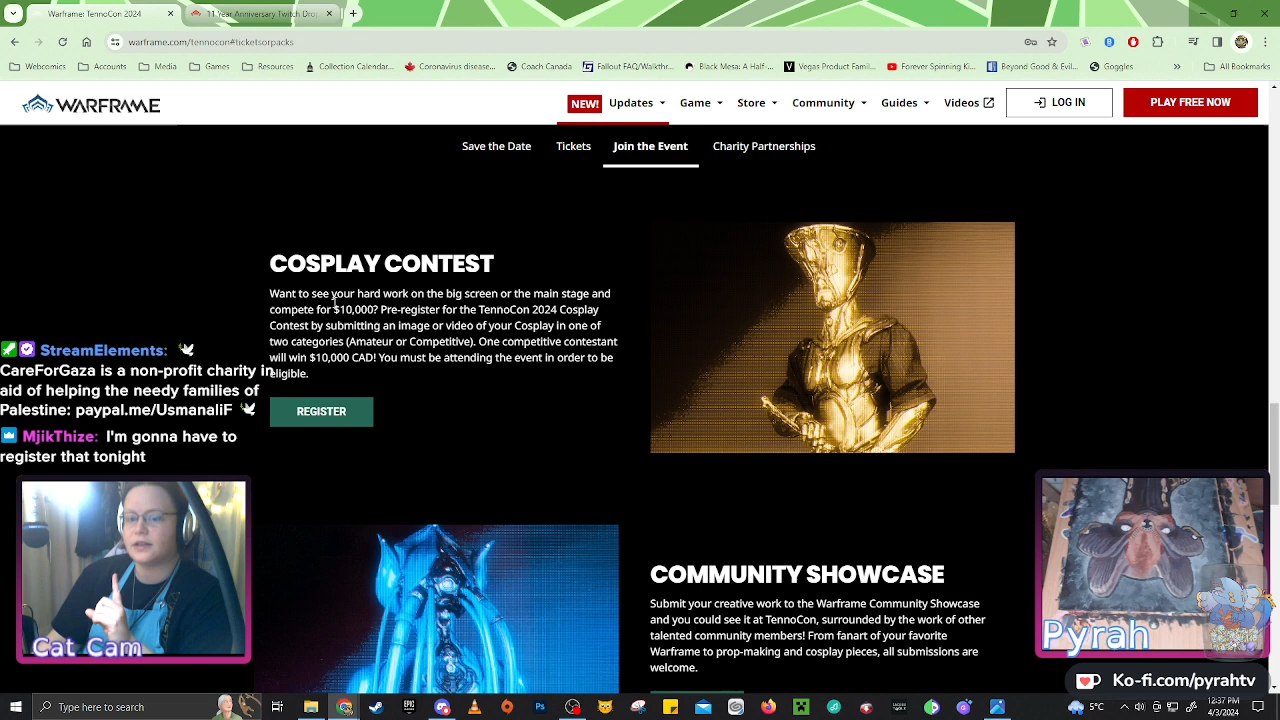 Warframe: TennoCon 2024
11 Year Anniversary Twitch Drop
warframe.com/tennocon#ticketsorpacks
Webcomics
Accounts
Media
Games
Resources
Collection Calendar...
Coach Canada
Fallout FAQ/Walkthr...
Black Mesa: A Half-...
Vegas Product Famil...
Forever Spinning Ki...
Beyond Good & Evil...
Goggles
»
All Bookmarks
WARFRAME
NEW!
Updates
Game
Store
Community
Guides
Videos
LOG IN
PLAY FREE NOW
Save the Date
Tickets
Join the Event
Charity Partnerships
COSPLAY CONTEST
Want to see your hard work on the big screen or the main stage and
compete for $10,000? Pre-register for the TennoCon 2024 Cosplay
Contest by submitting an image or video of your Cosplay in one of
two categories (Amateur or Competitive). One competitive contestant
will win $10,000 CAD! You must be attending the event in order to be
eligible.
REGISTER
StreamElements:
CareForGaza is a non-profit charity in
aid of helping the needy families of
Palestine: paypal.me/UsmanaliF
MjikThize: I'm gonna have to
register that tonight
COMMUNITY SHOWCASE
Submit your creative work to the Warframe Community Showcase
and you could see it at TennoCon, surrounded by the work of other
talented community members! From fanart of your favorite
Warframe to prop-making and cosplay pieces, all submissions are
welcome.
Cat Cam
Pyrah
Ko-fi.com/pyrahtv
Type here to search
5°C
12:37 PM
4/3/2024